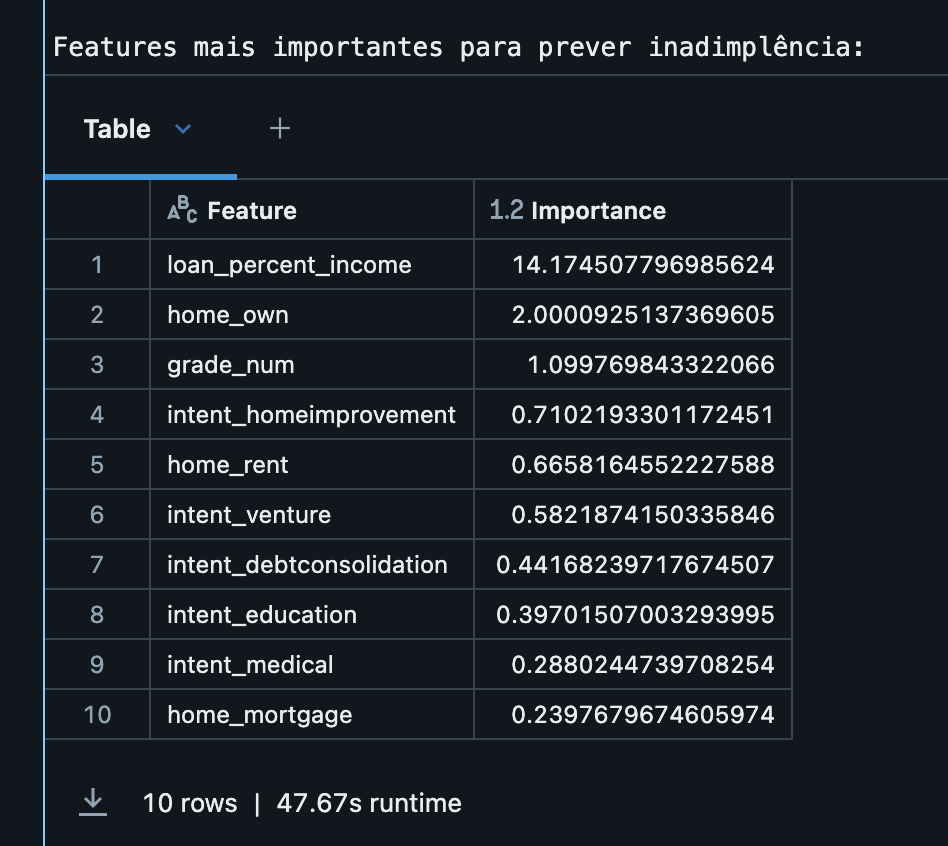 Features mais importantes para prever inadimplência:
Table
Feature 1.2 Importance
1 loan_percent_income 14.174507796985624
2 home_own 2.0000925137369605
3 grade_num 1.099769843322066
4 intent_homeimprovement 0.7102193301172451
5 home_rent 0.6658164552227588
6 intent_venture 0.5821874150335846
7 intent_debtconsolidation 0.44168239717674507
8 intent_education 0.39701507003293995
9 intent_medical 0.2880244739708254
10 home_mortgage 0.2397679674605974
10 rows | 47.67s runtime